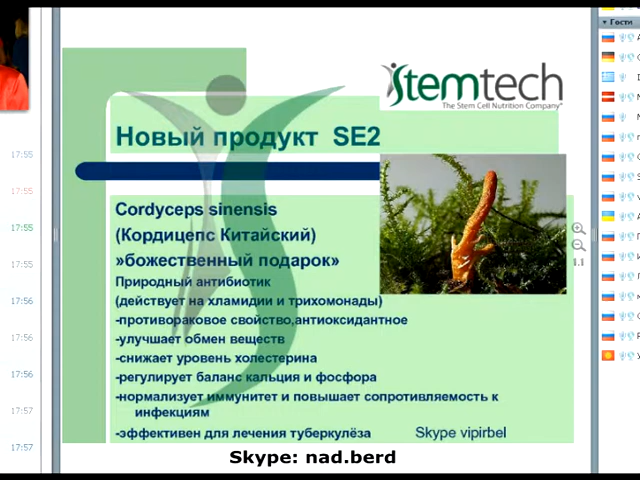 Гости
Stemtech
The Stem Cell Nutrition Company®
Новый продукт SE2
17:55
17:55
17:55
17:55
17:56
17:56
17:56
17:57
17:57
Cordyceps sinensis
(Кордицепс Китайский)
»божественный подарок»
Природный антибиотик
(действует на хламидии и трихомонады)
-противораковое свойство,антиоксидантное
-улучшает обмен веществ
-снижает уровень холестерина
-регулирует баланс кальция и фосфора
-нормализует иммунитет и повышает сопротивляемость к
инфекциям
-эффективен для лечения туберкулёза
Skype vipirbel
1.1
Skype: nad.berd